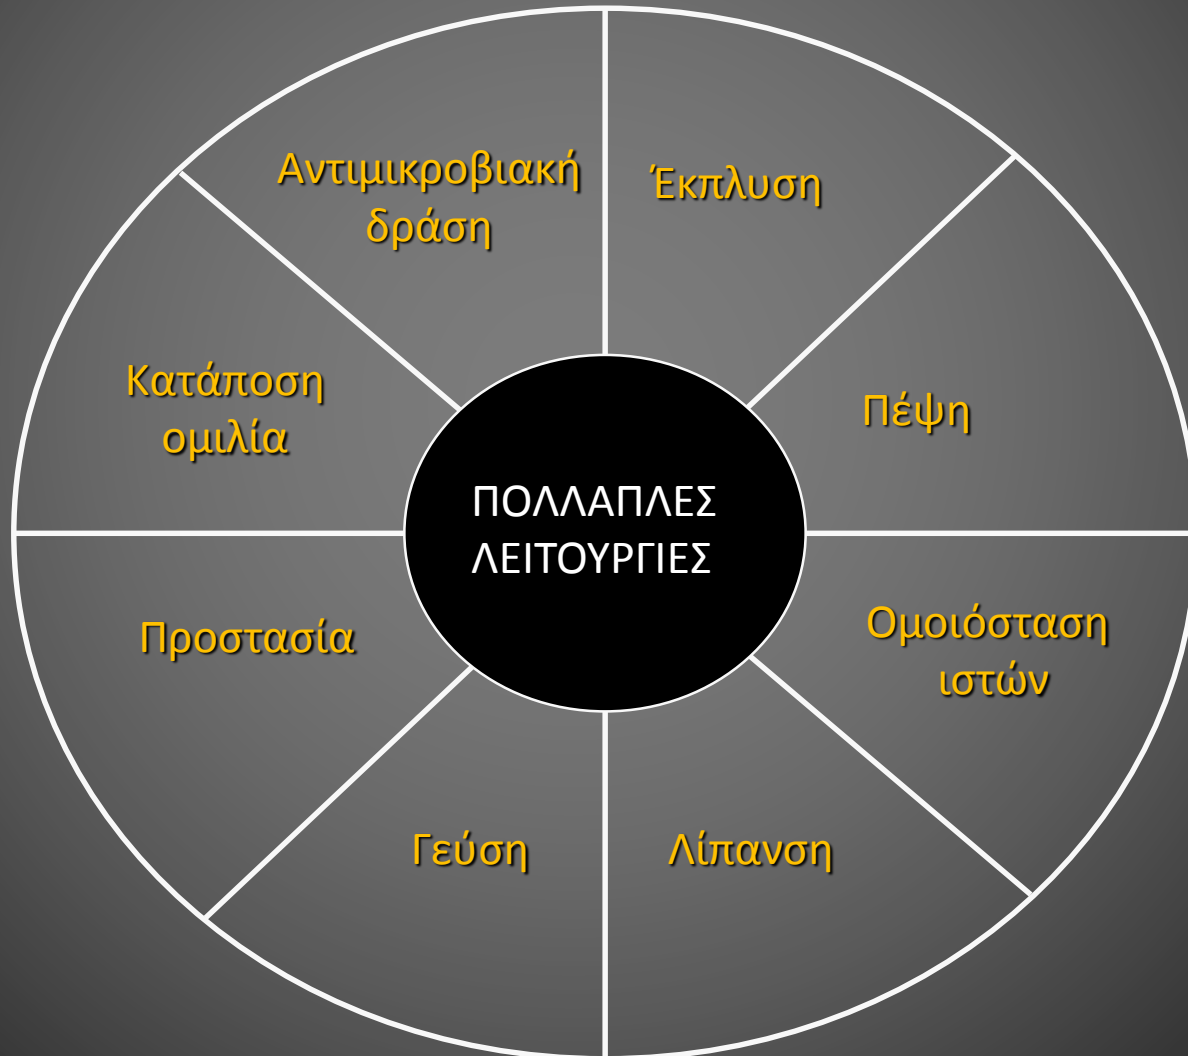 Αντιμικροβιακή
δράση
Έκπλυση
Κατάποση
ομιλία
Πέψη
ΠΟΛΛΑΠΛΕΣ
ΛΕΙΤΟΥΡΓΙΕΣ
Προστασία
Ομοιόσταση
ιστών
Γεύση
Λίπανση